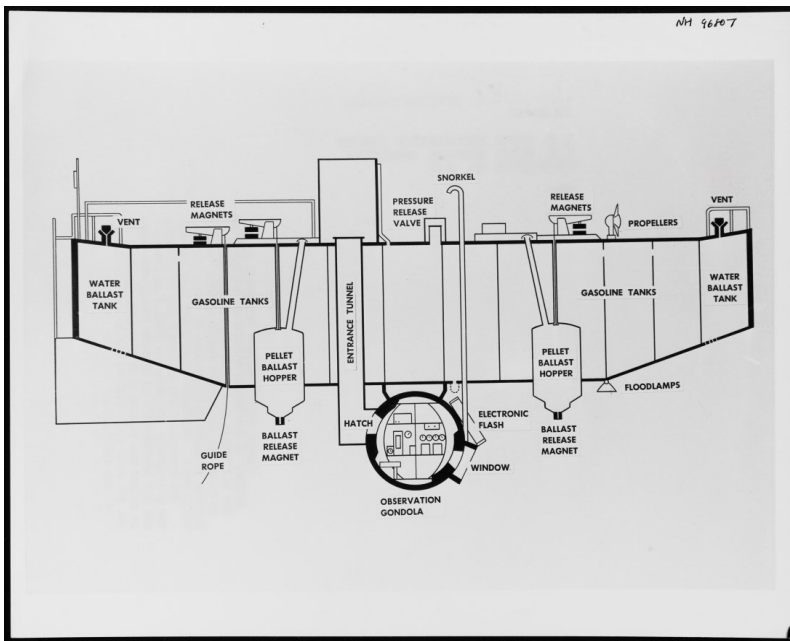 NH 96807
SNORKEL
RELEASE
MAGNETS
PRESSURE
RELEASE
VALVE
RELEASE
MAGNETS
PROPELLERS
VENT
VENT
WATER
BALLAST
TANK
GASOLINE TANKS
ENTRANCE TUNNEL
GASOLINE TANKS
WATER
BALLAST
TANK
PELLET
BALLAST
HOPPER
PELLET
BALLAST
HOPPER
FLOODLAMPS
HATCH
ELECTRONIC
FLASH
BALLAST
RELEASE
MAGNET
BALLAST
RELEASE
MAGNET
GUIDE
ROPE
WINDOW
OBSERVATION
GONDOLA